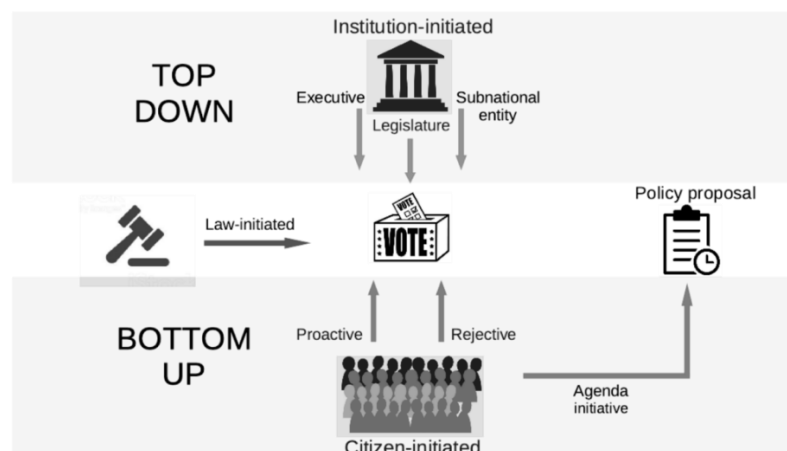 Institution-initiated
TOP
DOWN
Executive
Subnational
entity
Legislature
Policy proposal
Law-initiated
VOTE
VOTE
BOTTOM
UP
Proactive
Rejective
Agenda
initiative
Citizen-initiated